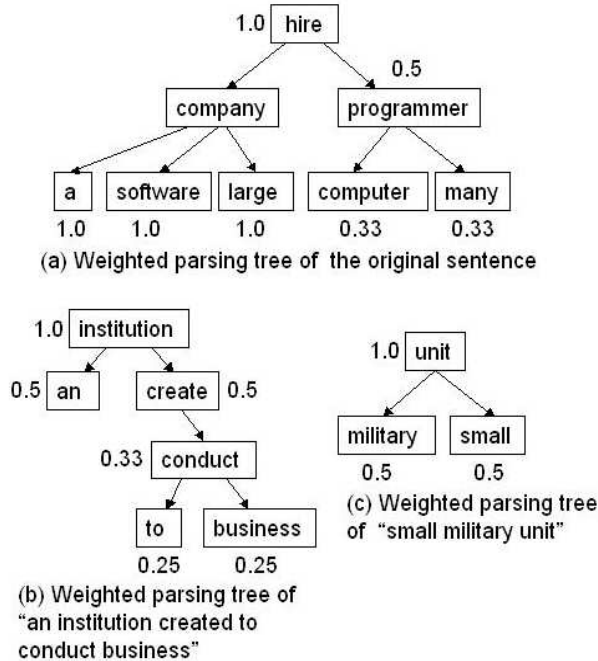 1.0 hire
0.5
company programmer
a software large computer many
1.0 1.0 1.0 0.33 0.33
(a) Weighted parsing tree of the original sentence
1.0 institution
0.5 an create 0.5
0.33 conduct
to business
0.25 0.25
(b) Weighted parsing tree of
“an institution created to
conduct business”
1.0 unit
military small
0.5 0.5
(c) Weighted parsing tree
of “small military unit”